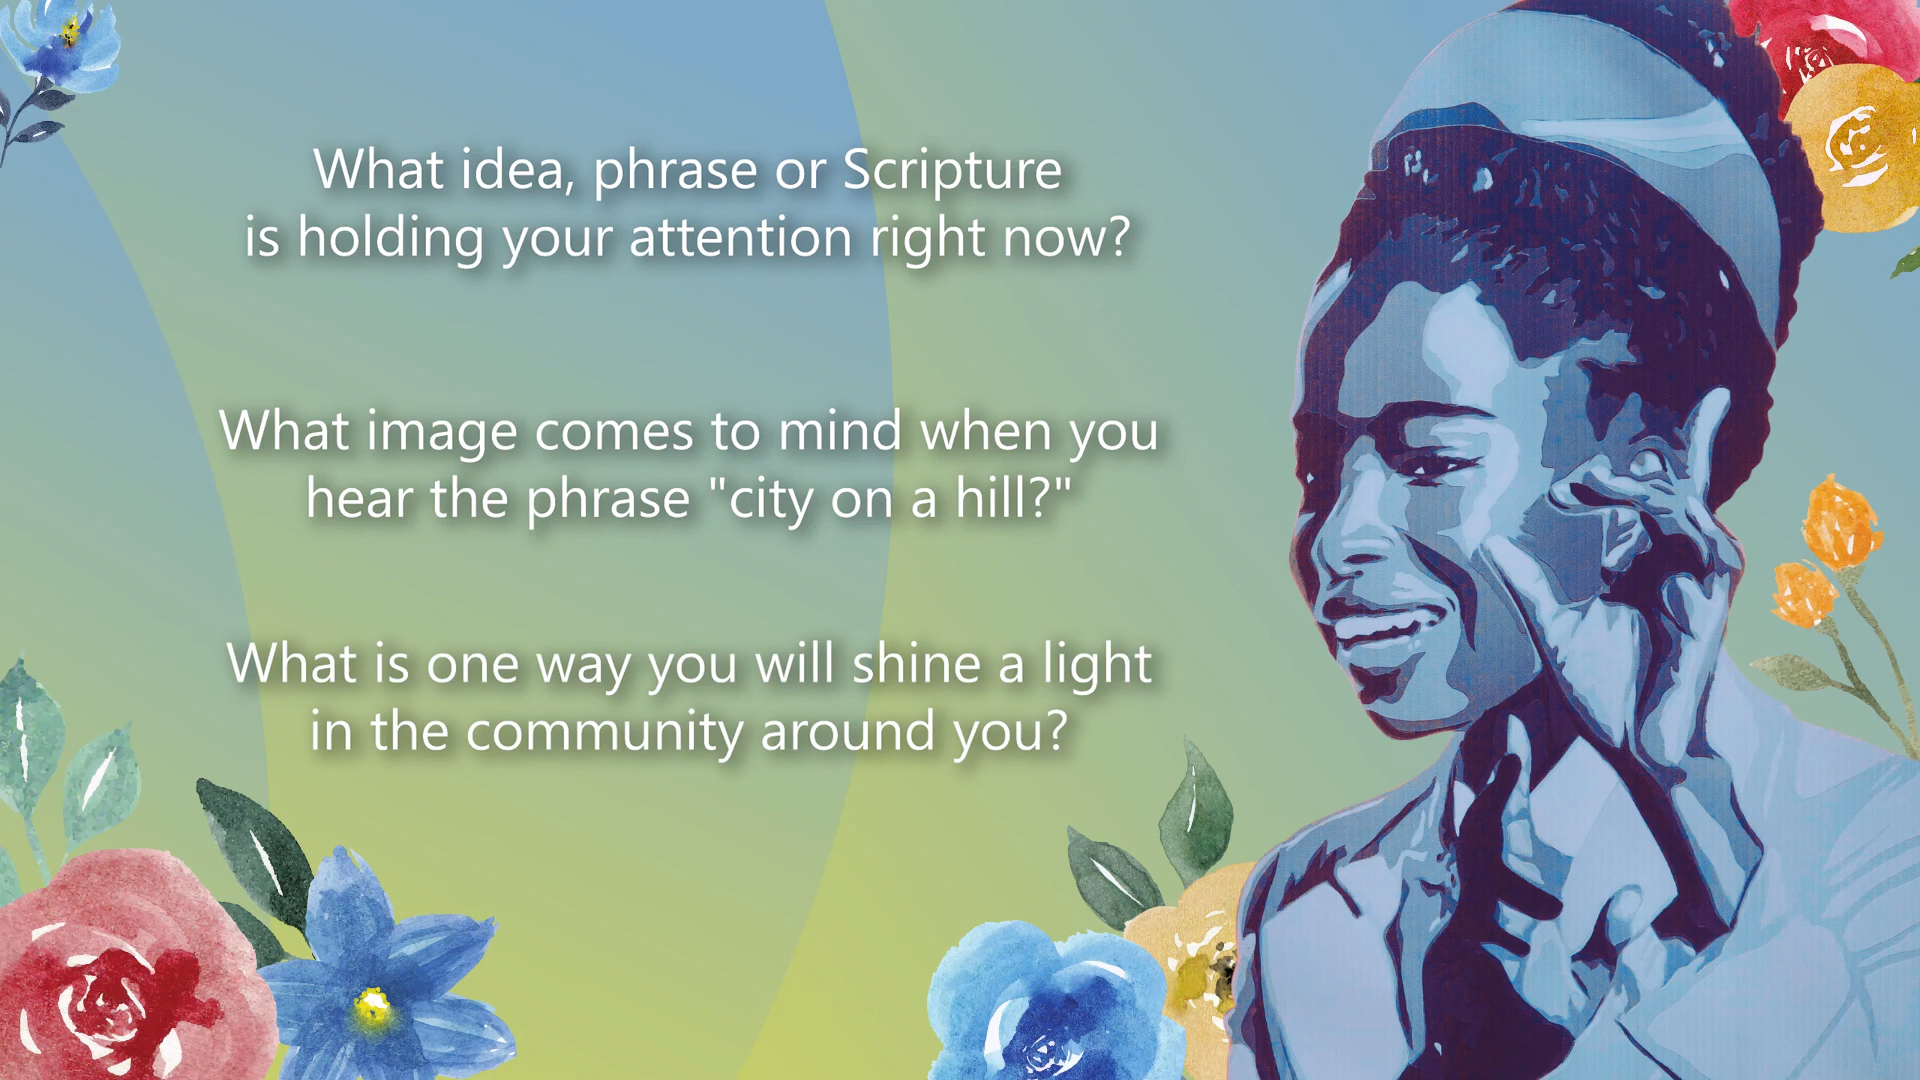 What idea, phrase or Scripture
is holding your attention right now?
What image comes to mind when you
hear the phrase "city on a hill?"
What is one way you will shine a light
in the community around you?